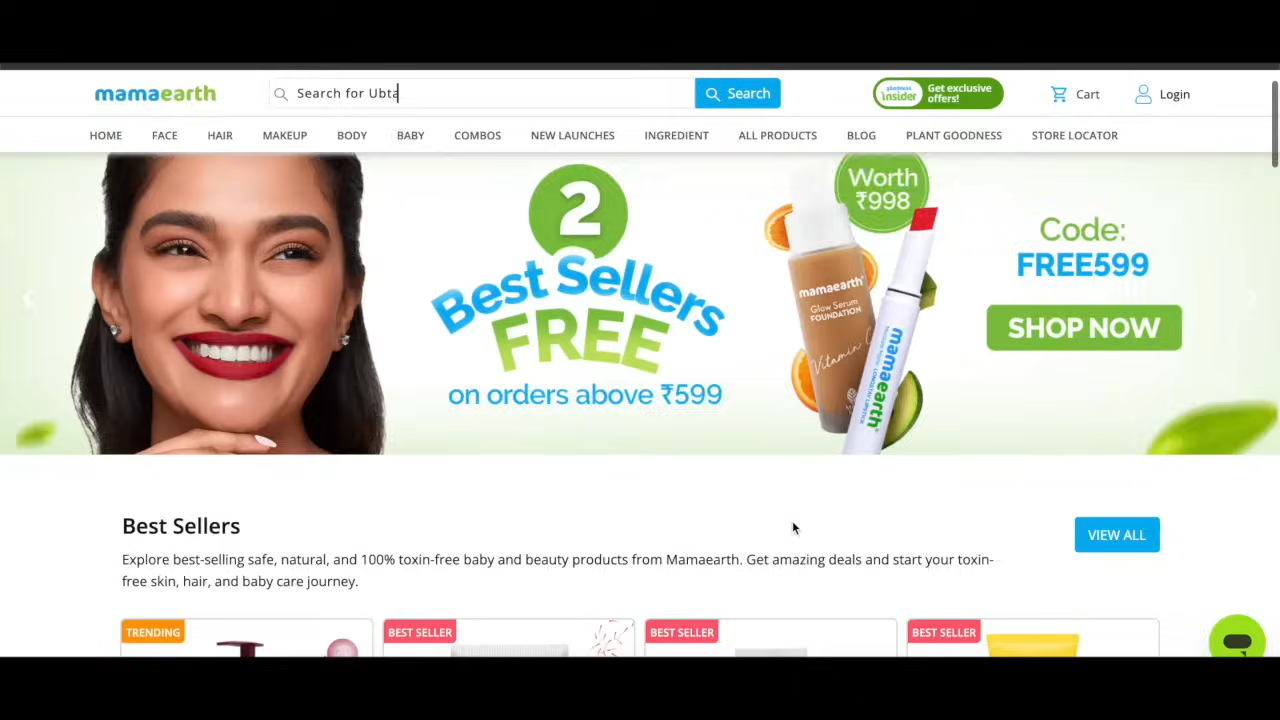 mamaearth
Search for Ubta
Search
goodness
insider
Get exclusive
offers!
Cart
Login
HOME FACE HAIR MAKEUP BODY BABY COMBOS NEW LAUNCHES INGREDIENT ALL PRODUCTS BLOG PLANT GOODNESS STORE LOCATOR
2
Best Sellers
FREE
on orders above ₹599
Worth
₹998
mamaearth
Glow Serum
FOUNDATION
Vitamin C
mamaearth
Code:
FREE599
SHOP NOW
Best Sellers
VIEW ALL
Explore best-selling safe, natural, and 100% toxin-free baby and beauty products from Mamaearth. Get amazing deals and start your toxin-
free skin, hair, and baby care journey.
TRENDING
BEST SELLER
BEST SELLER
BEST SELLER